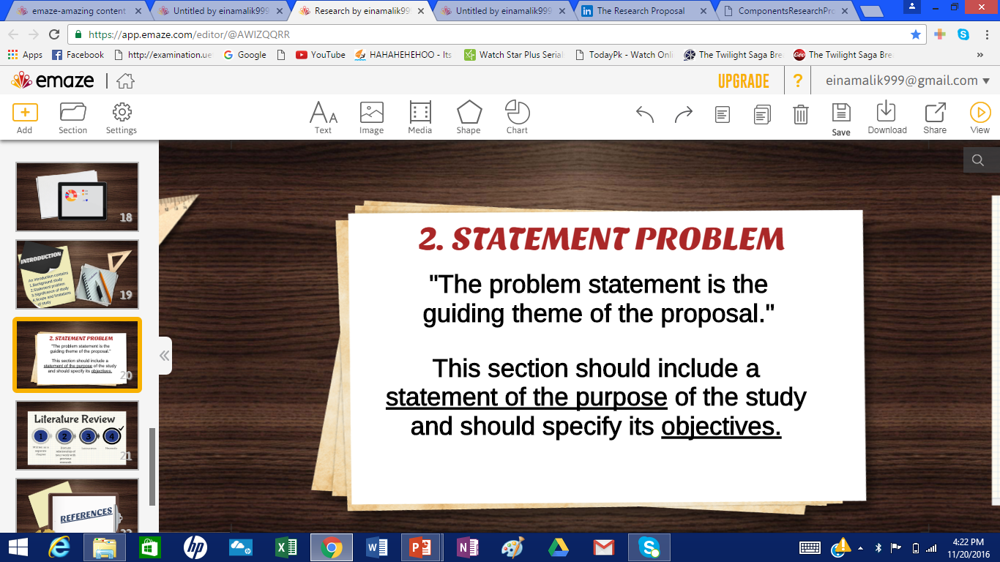 emaze-amazing content
Untitled by einamalik999
Research by einamalik999
Untitled by einamalik999
The Research Proposal
ComponentsResearchPro
https://app.emaze.com/editor/@AWIZQQRR
Apps
Facebook
http://examination.ue
Google
YouTube
HAHAHEHEHOO - Its
Watch Star Plus Serial
TodayPk - Watch Onli
The Twilight Saga Bre
The Twilight Saga Bre
»
emaze
UPGRADE
?
einamalik999@gmail.com
Add
Section
Settings
Text
Image
Media
Shape
Chart
Save
Download
Share
View
18
INTRODUCTION
An introduction contains
1.Background study
2.Statement problem
3.Significance of study
4.Scope and limitations
of study
19
2. STATEMENT PROBLEM
"The problem statement is the
guiding theme of the proposal."
This section should include a
statement of the purpose of the study
and should specify its objectives.
20
Literature Review
1
2
3
4
Written as a
separate
chapter
21
REFERENCES
2. STATEMENT PROBLEM
"The problem statement is the
guiding theme of the proposal."
This section should include a
statement of the purpose of the study
and should specify its objectives.
4:22 PM
11/20/2016